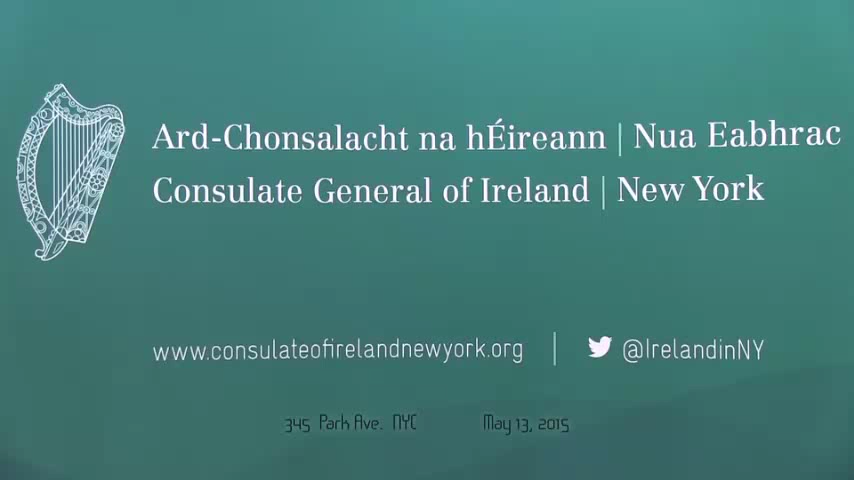 Ard-Chonsalacht na hÉireann | Nua Eabhrac
Consulate General of Ireland | New York
www.consulateofirelandnewyork.org | @IrelandinNY
345 Park Ave. NYC May 13, 2015